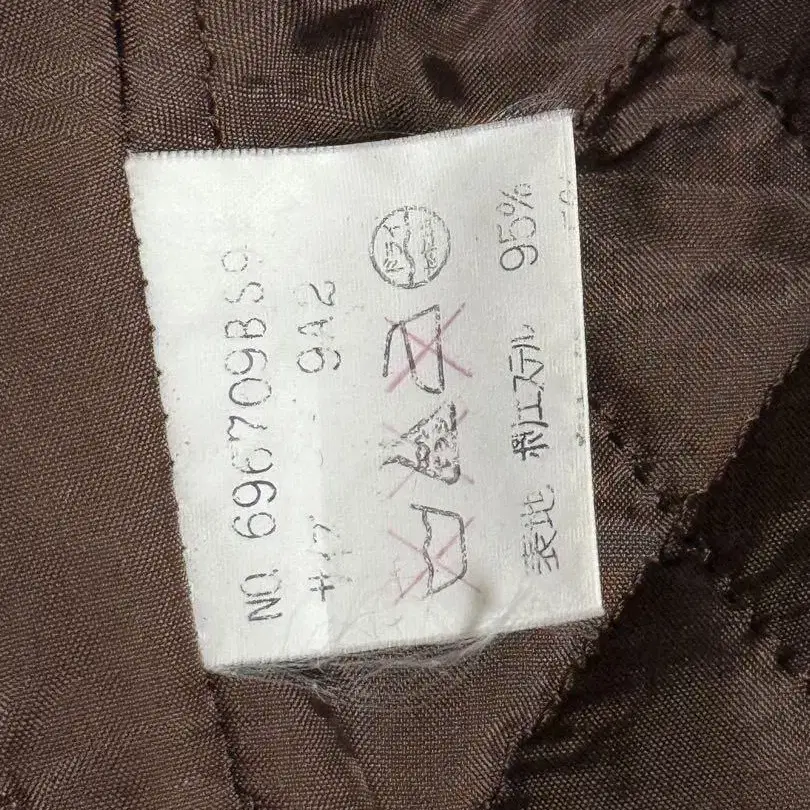 NO 696709BS9
サイズ 9A2
ドライ
表地 ポリエステル 95%